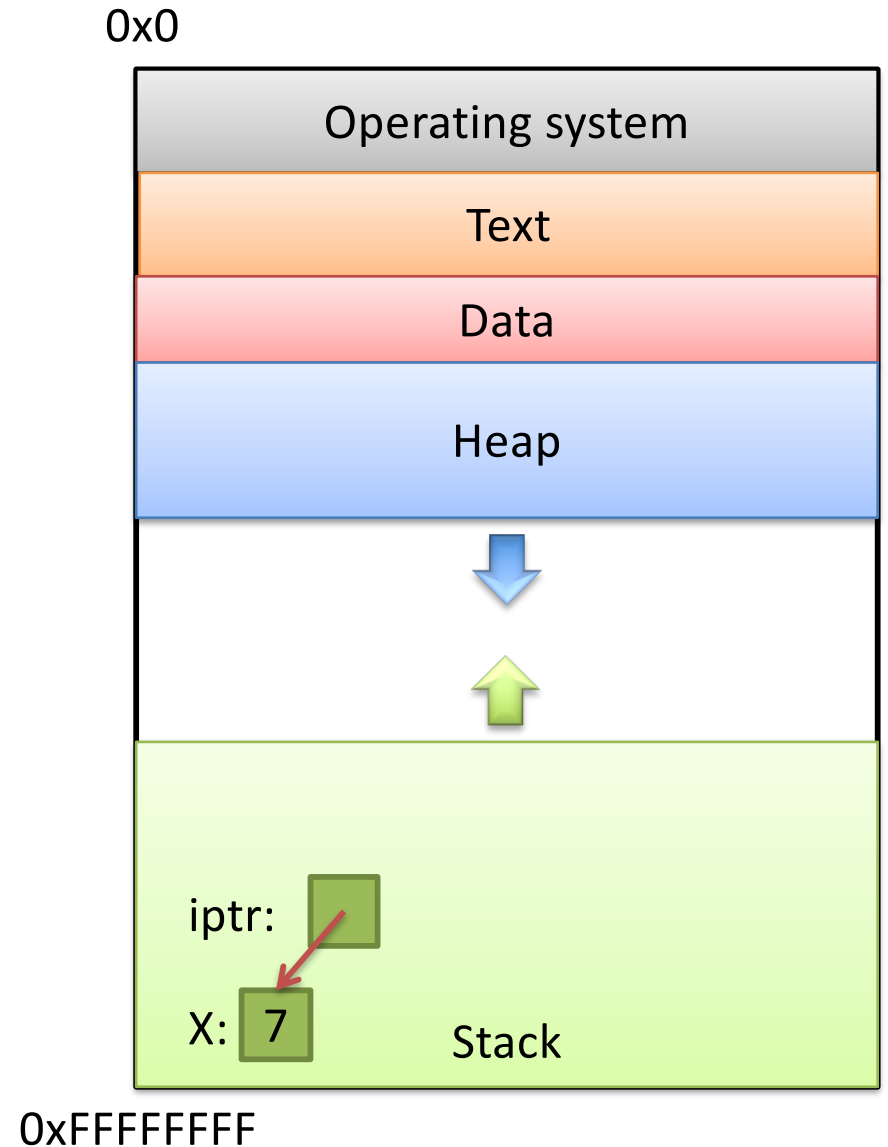 0x0
Operating system
Text
Data
Heap
iptr:
X: 7
Stack
0xFFFFFFFF